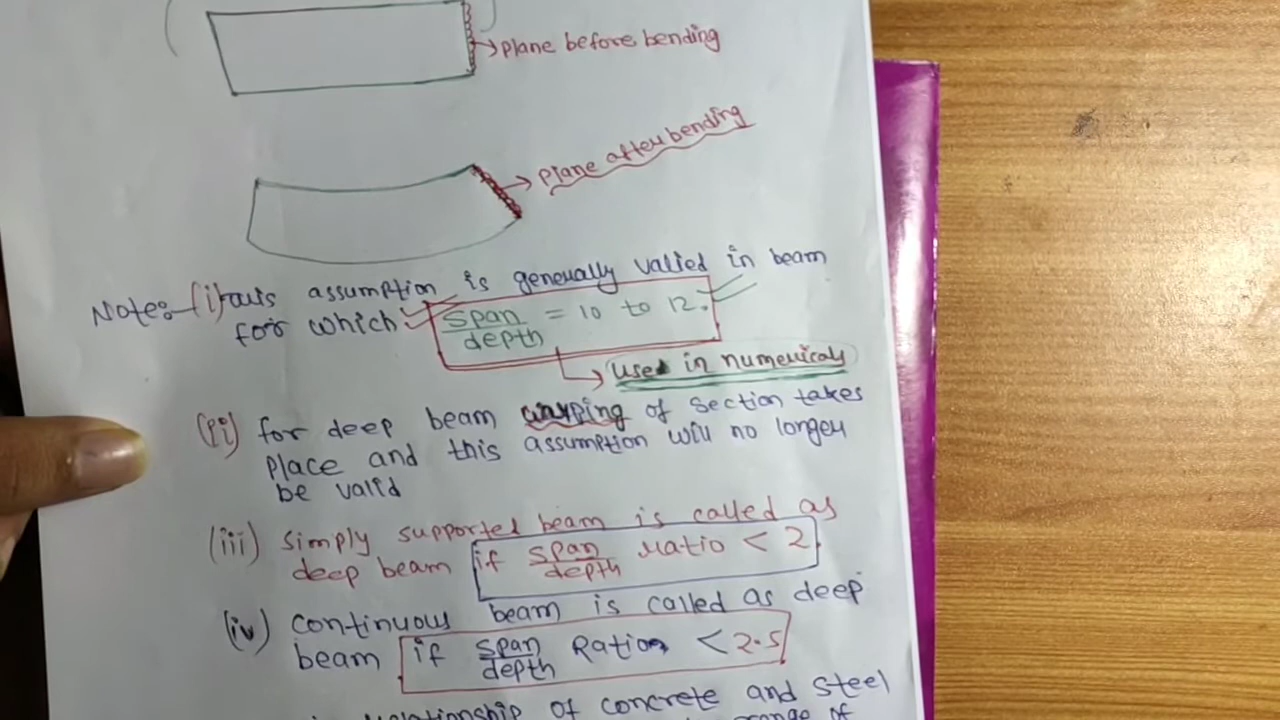 plane before bending
plane after bending
Note:- (i) this assumption is generally valied in beam
for which span/depth = 10 to 12.
used in numericals
(ii) for deep beam warping of section takes
place and this assumption will no longer
be valid
(iii) simply supported beam is called as
deep beam if span/depth ratio < 2
(iv) continuous beam is called as deep
beam if span/depth Ratio < 2.5
relationship of concrete and steel
range of